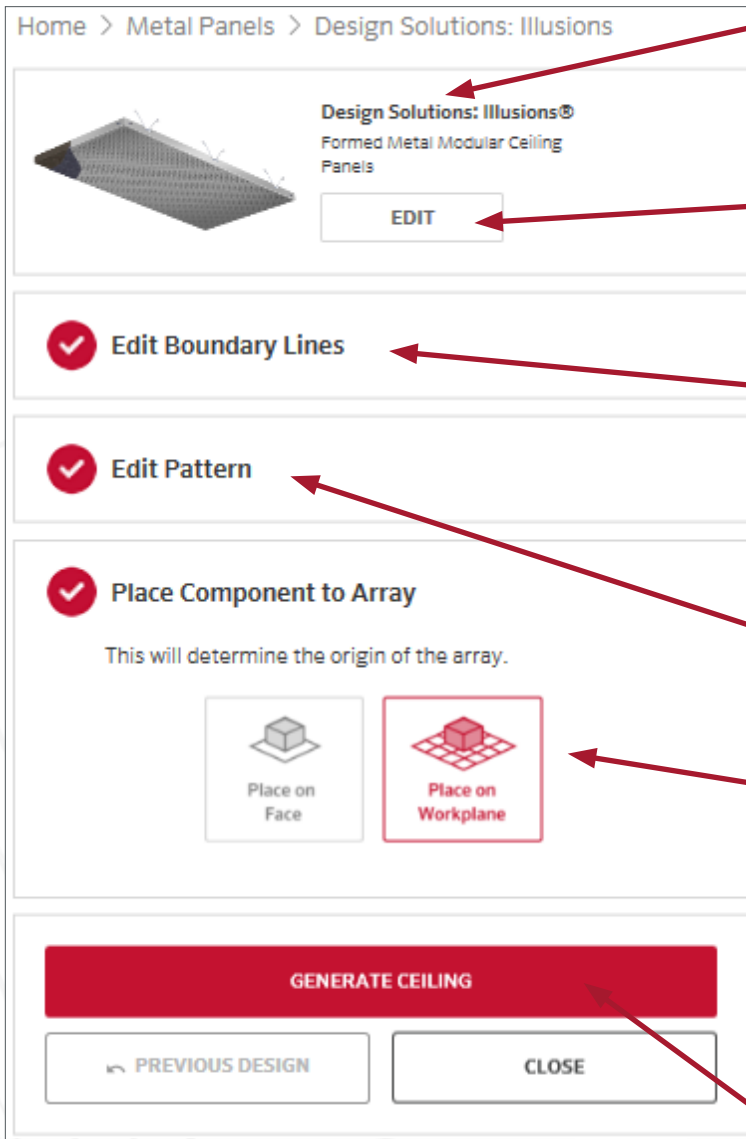 Home > Metal Panels > Design Solutions: Illusions
Design Solutions: Illusions®
Formed Metal Modular Ceiling
Panels
EDIT
Edit Boundary Lines
Edit Pattern
Place Component to Array
This will determine the origin of the array.
Place on
Face
Place on
Workplane
GENERATE CEILING
PREVIOUS DESIGN
CLOSE